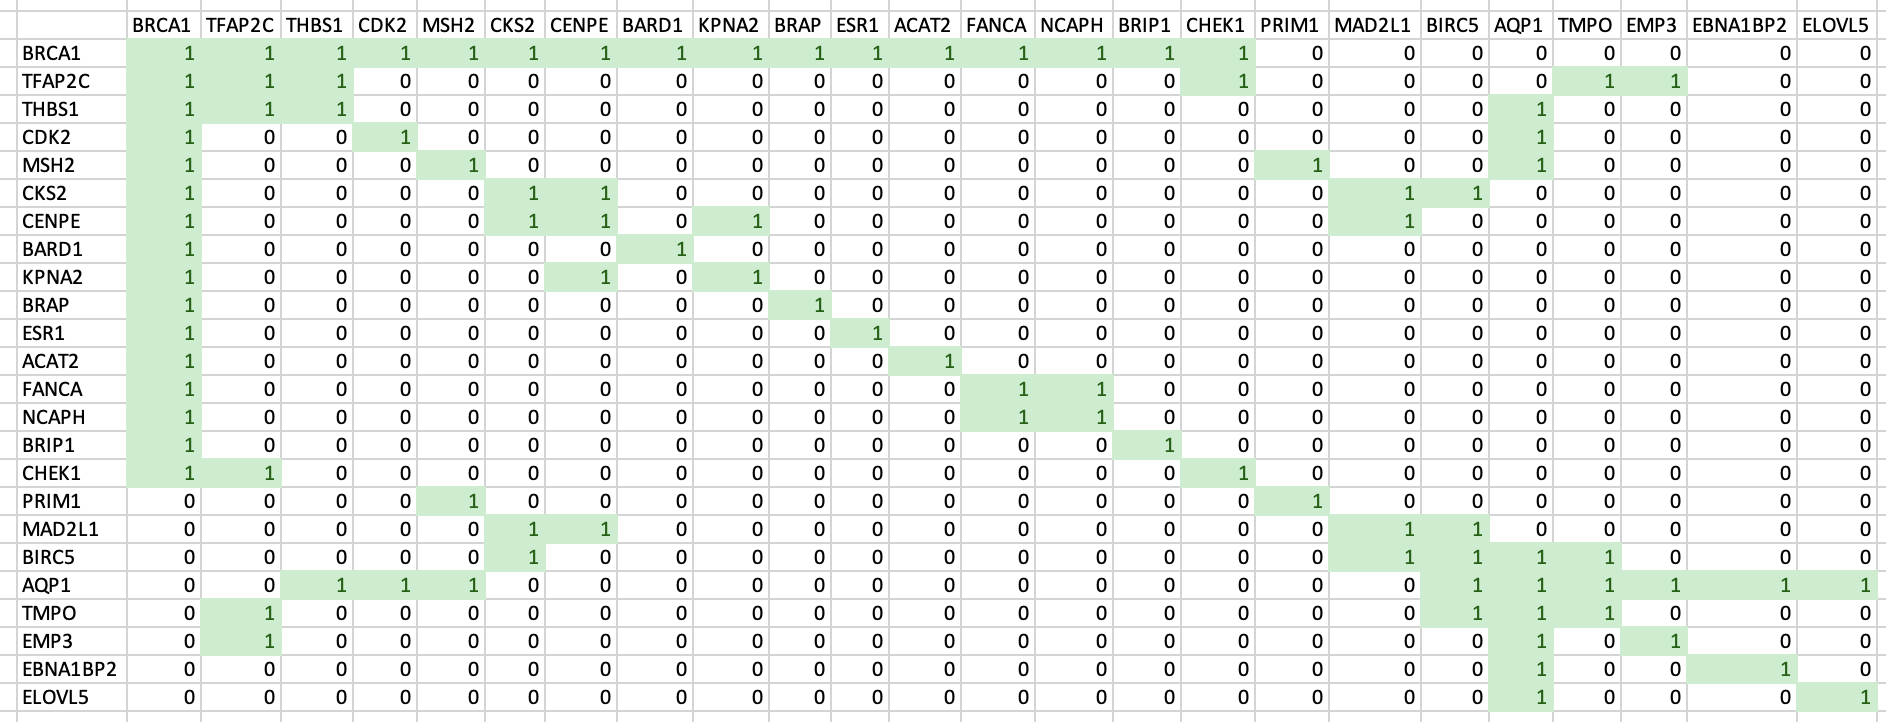 BRCA1 TFAP2C THBS1 CDK2 MSH2 CKS2 CENPE BARD1 KPNA2 BRAP ESR1 ACAT2 FANCA NCAPH BRIP1 CHEK1 PRIM1 MAD2L1 BIRC5 AQP1 TMPO EMP3 EBNA1BP2 ELOVL5
BRCA1 1 1 1 1 1 1 1 1 1 1 1 1 1 1 1 1 0 0 0 0 0 0 0 0
TFAP2C 1 1 1 0 0 0 0 0 0 0 0 0 0 0 0 1 0 0 0 0 1 1 0 0
THBS1 1 1 1 0 0 0 0 0 0 0 0 0 0 0 0 0 0 0 0 1 0 0 0 0
CDK2 1 0 0 1 0 0 0 0 0 0 0 0 0 0 0 0 0 0 0 1 0 0 0 0
MSH2 1 0 0 0 1 0 0 0 0 0 0 0 0 0 0 0 1 0 0 1 0 0 0 0
CKS2 1 0 0 0 0 1 1 0 0 0 0 0 0 0 0 0 0 1 1 0 0 0 0 0
CENPE 1 0 0 0 0 1 1 0 1 0 0 0 0 0 0 0 0 1 0 0 0 0 0 0
BARD1 1 0 0 0 0 0 0 1 0 0 0 0 0 0 0 0 0 0 0 0 0 0 0 0
KPNA2 1 0 0 0 0 0 1 0 1 0 0 0 0 0 0 0 0 0 0 0 0 0 0 0
BRAP 1 0 0 0 0 0 0 0 0 1 0 0 0 0 0 0 0 0 0 0 0 0 0 0
ESR1 1 0 0 0 0 0 0 0 0 0 1 0 0 0 0 0 0 0 0 0 0 0 0 0
ACAT2 1 0 0 0 0 0 0 0 0 0 0 1 0 0 0 0 0 0 0 0 0 0 0 0
FANCA 1 0 0 0 0 0 0 0 0 0 0 0 1 1 0 0 0 0 0 0 0 0 0 0
NCAPH 1 0 0 0 0 0 0 0 0 0 0 0 1 1 0 0 0 0 0 0 0 0 0 0
BRIP1 1 0 0 0 0 0 0 0 0 0 0 0 0 0 1 0 0 0 0 0 0 0 0 0
CHEK1 1 1 0 0 0 0 0 0 0 0 0 0 0 0 0 1 0 0 0 0 0 0 0 0
PRIM1 0 0 0 0 1 0 0 0 0 0 0 0 0 0 0 0 1 0 0 0 0 0 0 0
MAD2L1 0 0 0 0 0 1 1 0 0 0 0 0 0 0 0 0 0 1 1 0 0 0 0 0
BIRC5 0 0 0 0 0 1 0 0 0 0 0 0 0 0 0 0 0 1 1 1 1 0 0 0
AQP1 0 0 1 1 1 0 0 0 0 0 0 0 0 0 0 0 0 0 1 1 1 1 1 1
TMPO 0 1 0 0 0 0 0 0 0 0 0 0 0 0 0 0 0 0 1 1 1 0 0 0
EMP3 0 1 0 0 0 0 0 0 0 0 0 0 0 0 0 0 0 0 0 1 0 1 0 0
EBNA1BP2 0 0 0 0 0 0 0 0 0 0 0 0 0 0 0 0 0 0 0 1 0 0 1 0
ELOVL5 0 0 0 0 0 0 0 0 0 0 0 0 0 0 0 0 0 0 0 1 0 0 0 1